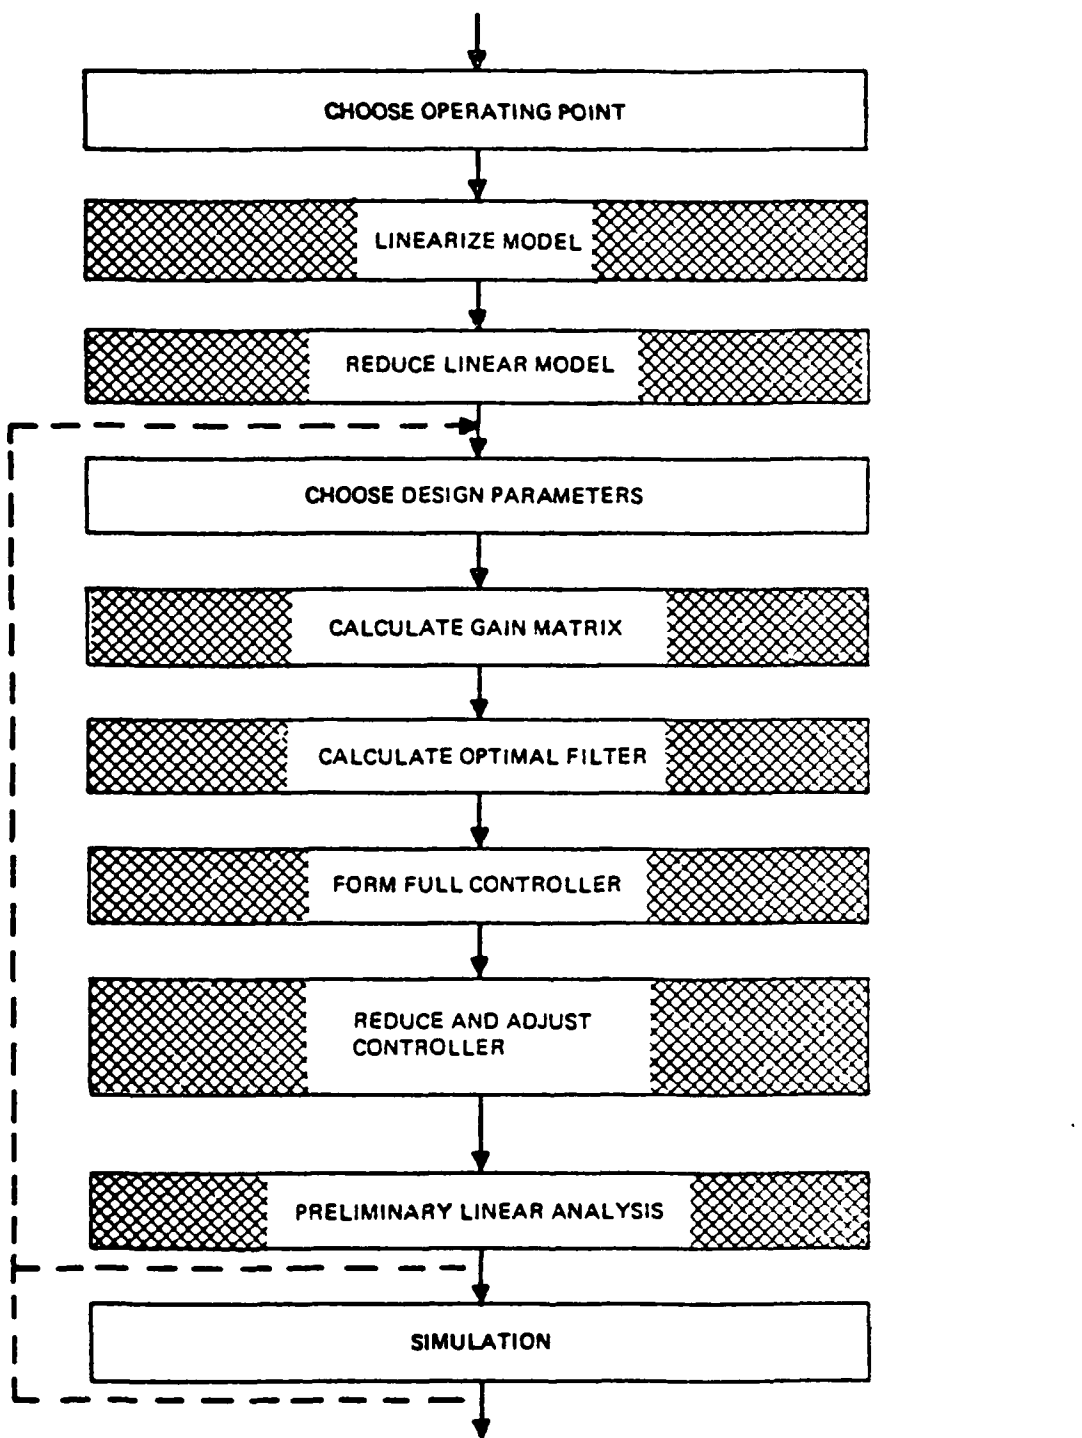 CHOOSE OPERATING POINT
LINEARIZE MODEL
REDUCE LINEAR MODEL
CHOOSE DESIGN PARAMETERS
CALCULATE GAIN MATRIX
CALCULATE OPTIMAL FILTER
FORM FULL CONTROLLER
REDUCE AND ADJUST
CONTROLLER
PRELIMINARY LINEAR ANALYSIS
SIMULATION